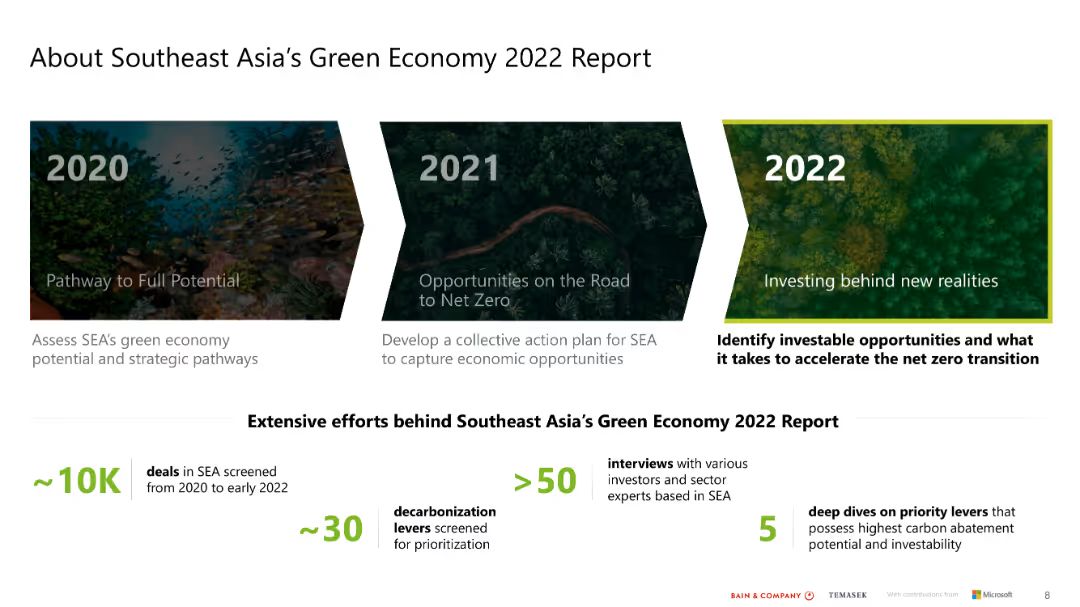 About Southeast Asia's Green Economy 2022 Report
2020
Pathway to Full Potential
Assess SEA's green economy
potential and strategic pathways
2021
Opportunities on the Road
to Net Zero
Develop a collective action plan for SEA
to capture economic opportunities
2022
Investing behind new realities
Identify investable opportunities and what
it takes to accelerate the net zero transition
Extensive efforts behind Southeast Asia's Green Economy 2022 Report
~10K
deals in SEA screened
from 2020 to early 2022
~30
decarbonization
levers screened
for prioritization
>50
interviews with various
investors and sector
experts based in SEA
5
deep dives on priority levers that
possess highest carbon abatement
potential and investability
BAIN & COMPANY
TEMASEK
With contributions from
Microsoft
8